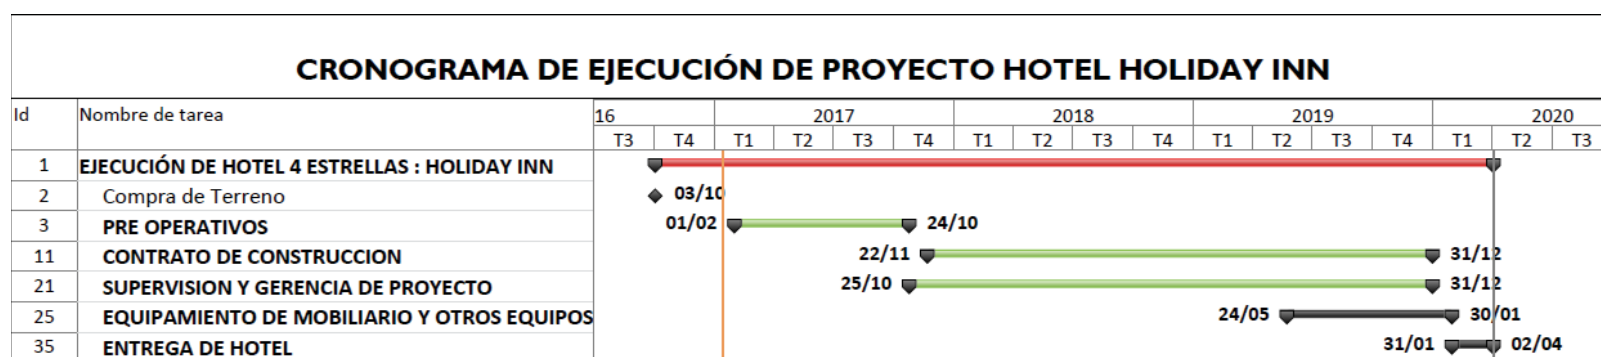 CRONOGRAMA DE EJECUCIÓN DE PROYECTO HOTEL HOLIDAY INN
Id Nombre de tarea 16 2017 2018 2019 2020
T3 T4 T1 T2 T3 T4 T1 T2 T3 T4 T1 T2 T3 T4 T1 T2 T3
1 EJECUCIÓN DE HOTEL 4 ESTRELLAS : HOLIDAY INN
2 Compra de Terreno 03/10
3 PRE OPERATIVOS 01/02 24/10
11 CONTRATO DE CONSTRUCCION 22/11 31/12
21 SUPERVISION Y GERENCIA DE PROYECTO 25/10 31/12
25 EQUIPAMIENTO DE MOBILIARIO Y OTROS EQUIPOS 24/05 30/01
35 ENTREGA DE HOTEL 31/01 02/04